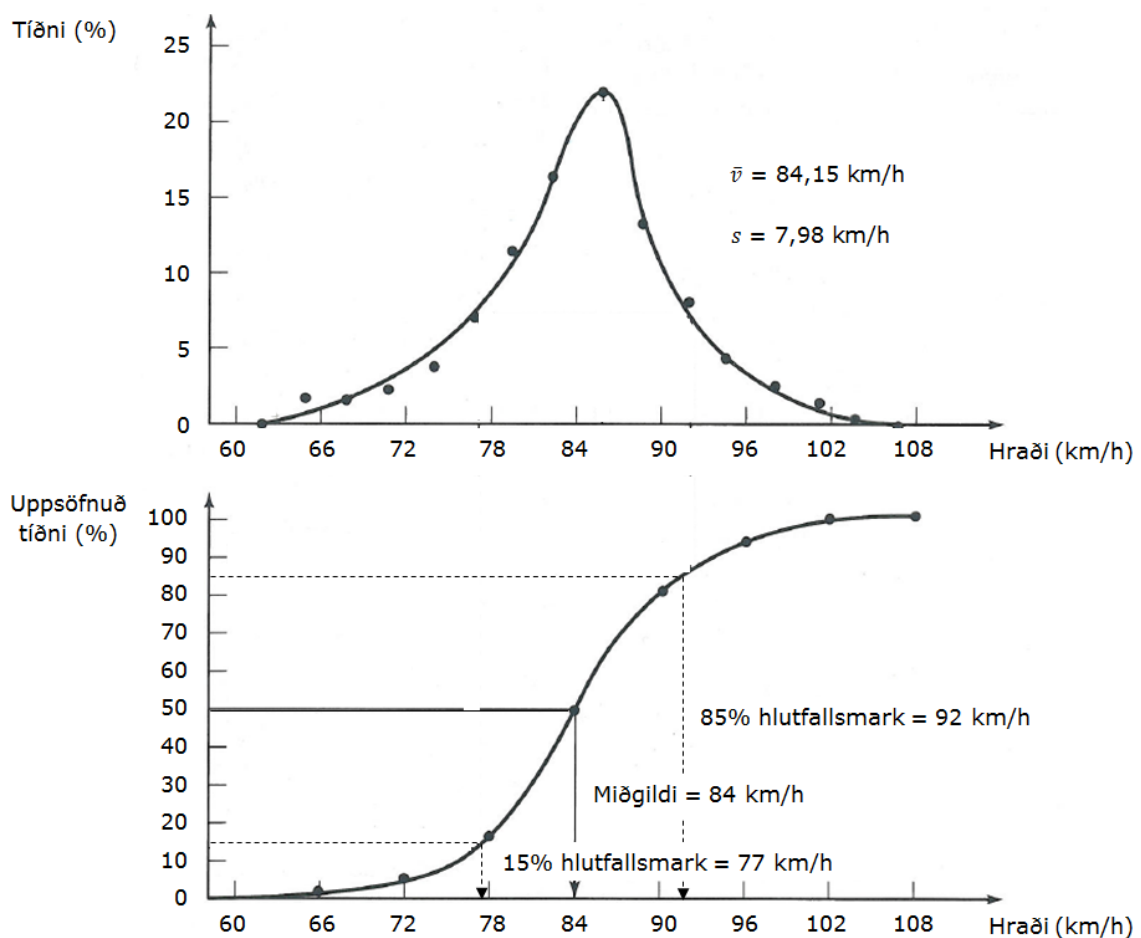 Tíðni (%)
25
20
15
10
5
0
v̄ = 84,15 km/h
s = 7,98 km/h
60 66 72 78 84 90 96 102 108 Hraði (km/h)
Uppsöfnuð
tíðni (%)
100
90
80
70
60
50
40
30
20
10
0
85% hlutfallsmark = 92 km/h
Miðgildi = 84 km/h
15% hlutfallsmark = 77 km/h
60 66 72 78 84 90 96 102 108 Hraði (km/h)